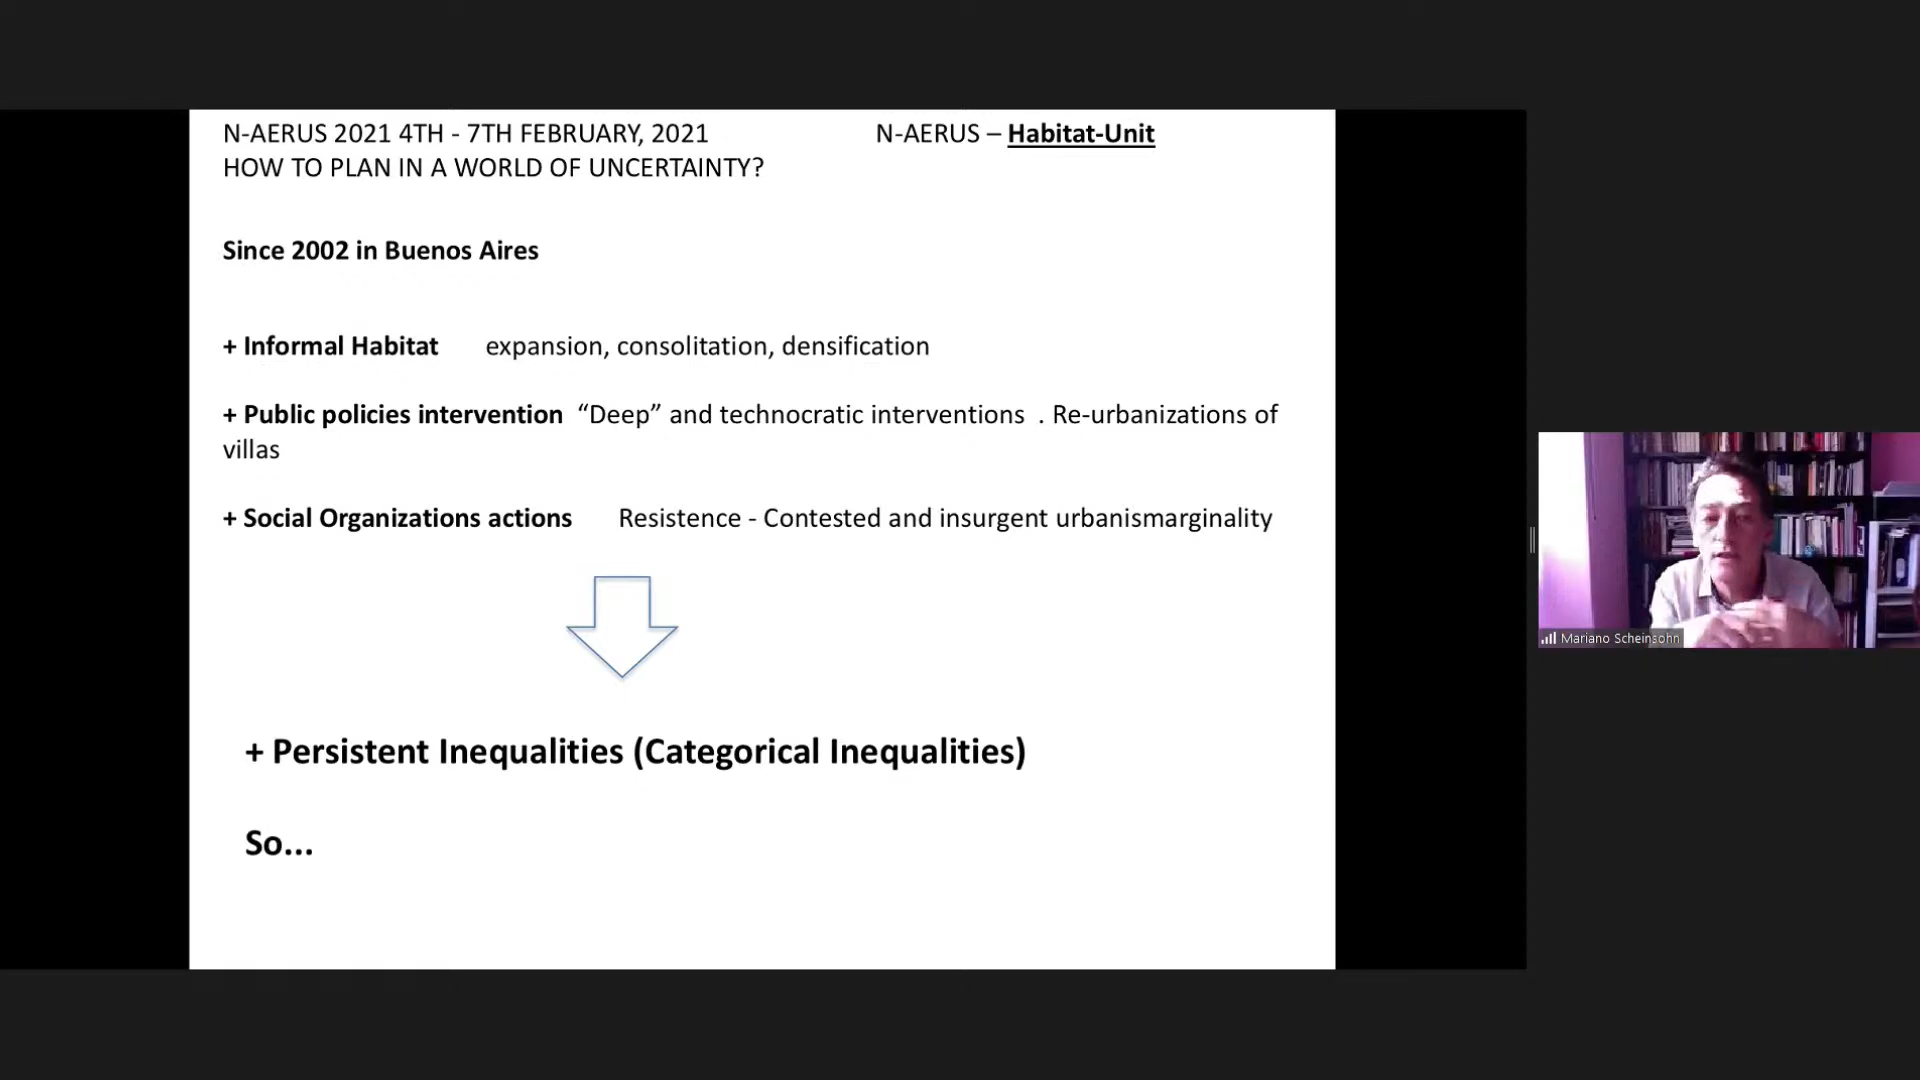 N-AERUS 2021 4TH - 7TH FEBRUARY, 2021 N-AERUS – Habitat-Unit
HOW TO PLAN IN A WORLD OF UNCERTAINTY?
Since 2002 in Buenos Aires
+ Informal Habitat expansion, consolitation, densification
+ Public policies intervention “Deep” and technocratic interventions . Re-urbanizations of
villas
+ Social Organizations actions Resistence - Contested and insurgent urbanismarginality
+ Persistent Inequalities (Categorical Inequalities)
So...
Mariano Scheinsohn